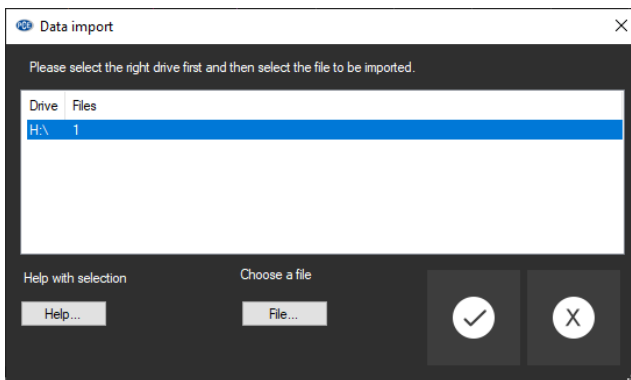 PCE Data import
Please select the right drive first and then select the file to be imported.
Drive Files
H:\ 1
Help with selection
Choose a file
Help...
File...
X